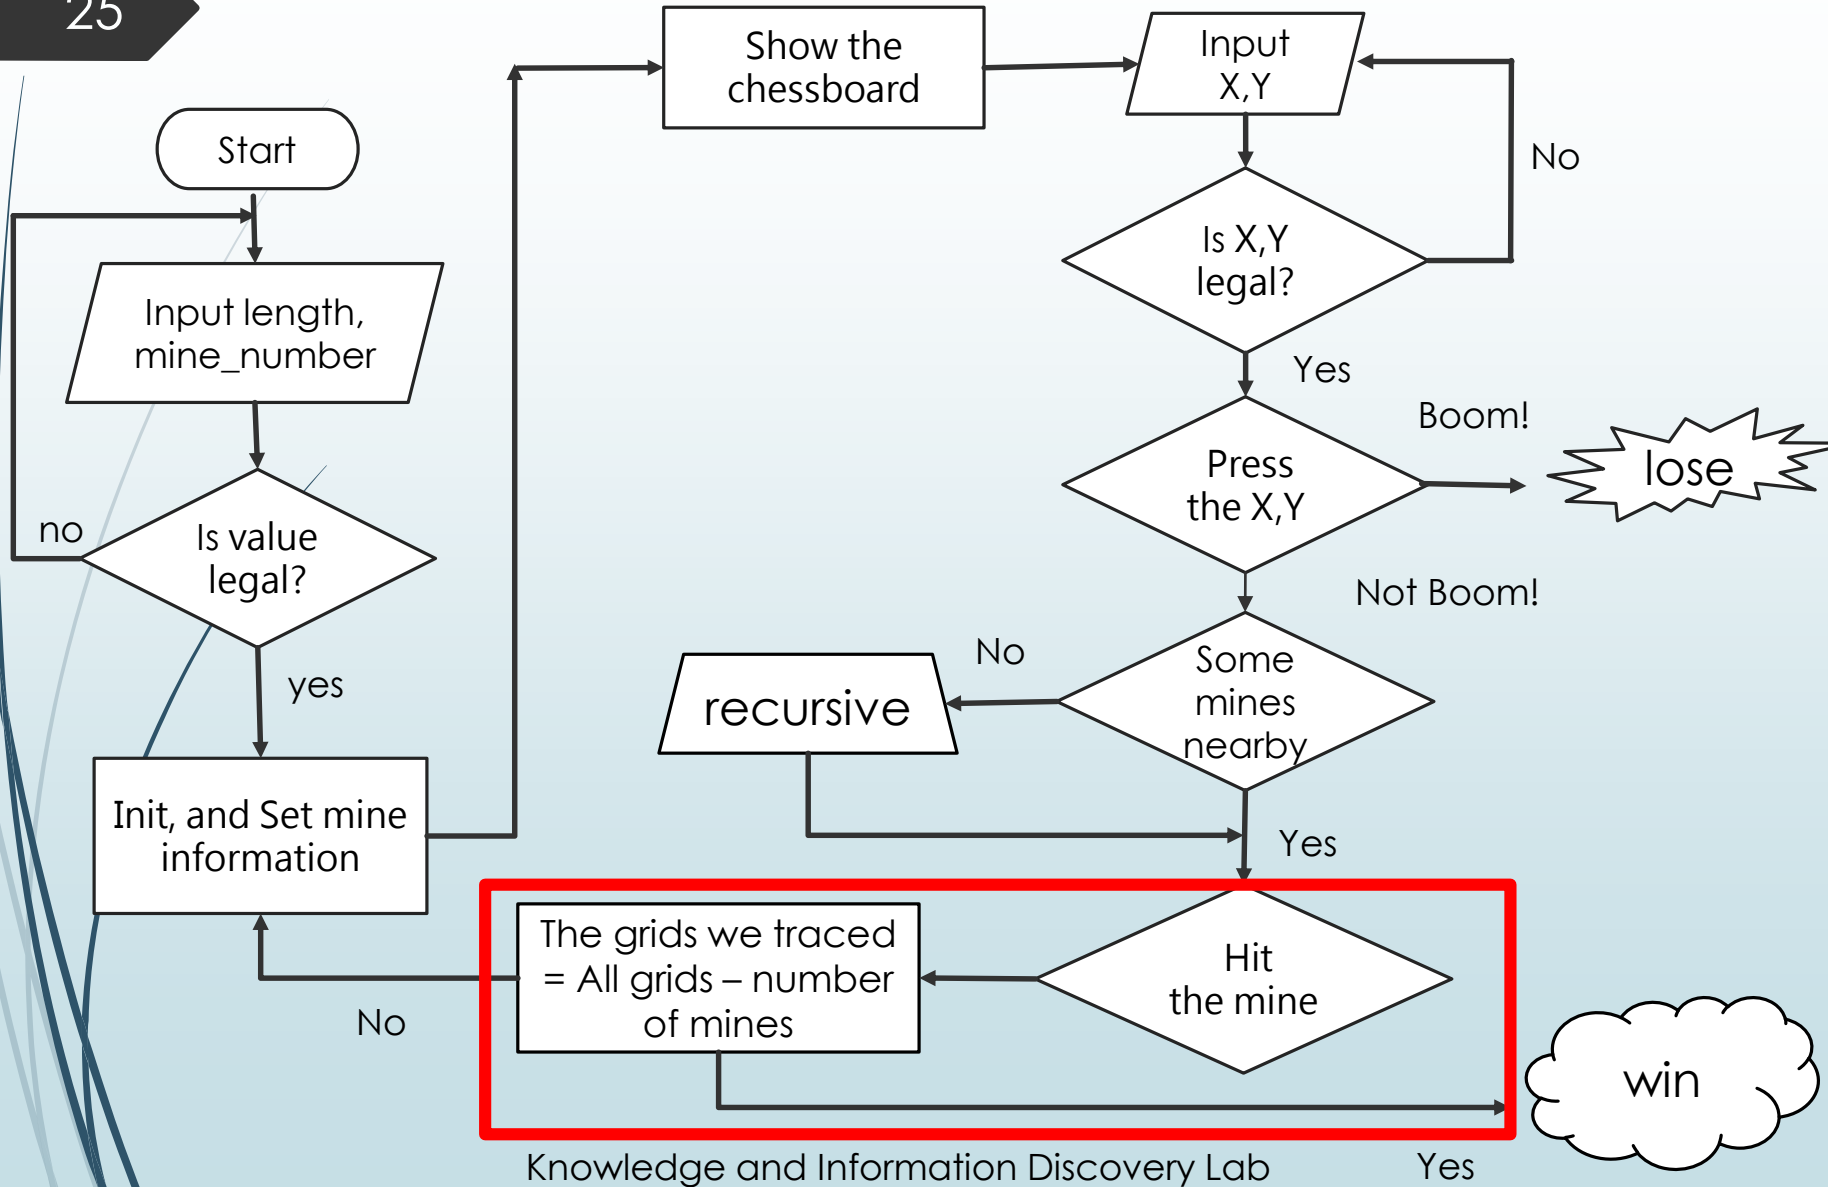 25
Start
Input length,
mine_number
Is value
legal?
no
yes
Init, and Set mine
information
Show the
chessboard
Input
X,Y
No
Is X,Y
legal?
Yes
Press
the X,Y
Boom!
lose
Not Boom!
Some
mines
nearby
No
recursive
Yes
Hit
the mine
The grids we traced
= All grids – number
of mines
No
win
Yes
Knowledge and Information Discovery Lab